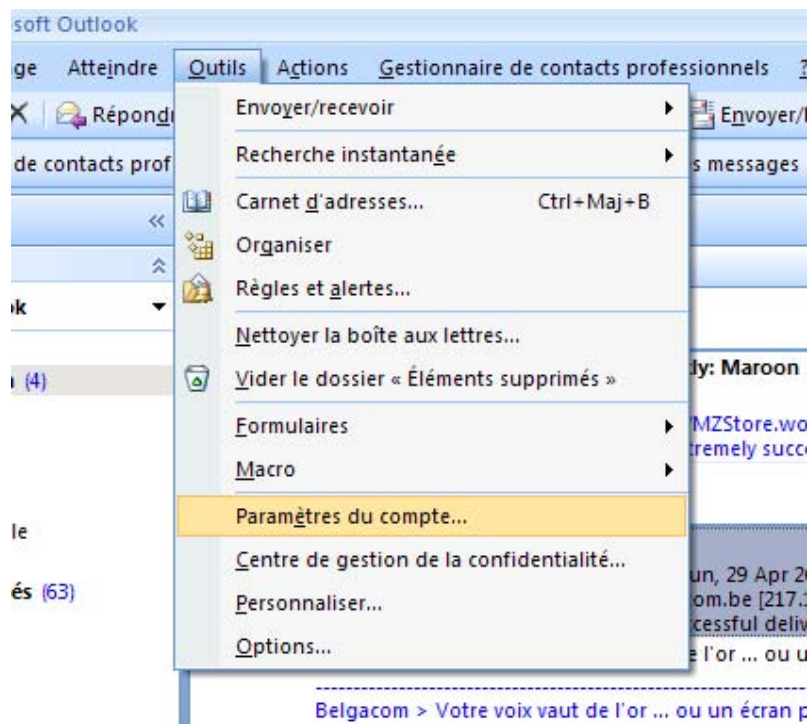 soft Outlook
ge Atteindre Outils Actions Gestionnaire de contacts professionnels ?
Répond Envoyer/
de contacts prof s messages
Envoyer/recevoir
Recherche instantanée
Carnet d'adresses... Ctrl+Maj+B
Organiser
Règles et alertes...
Nettoyer la boîte aux lettres...
Vider le dossier « Éléments supprimés »
Formulaires
Macro
Paramètres du compte...
Centre de gestion de la confidentialité...
Personnaliser...
Options...
ok
(4)
le
és (63)
dy: Maroon
/MZStore.wo
tremely succ
un, 29 Apr 20
om.be [217.
cessful deliv
e l'or ... ou u
Belgacom > Votre voix vaut de l'or ... ou un écran p